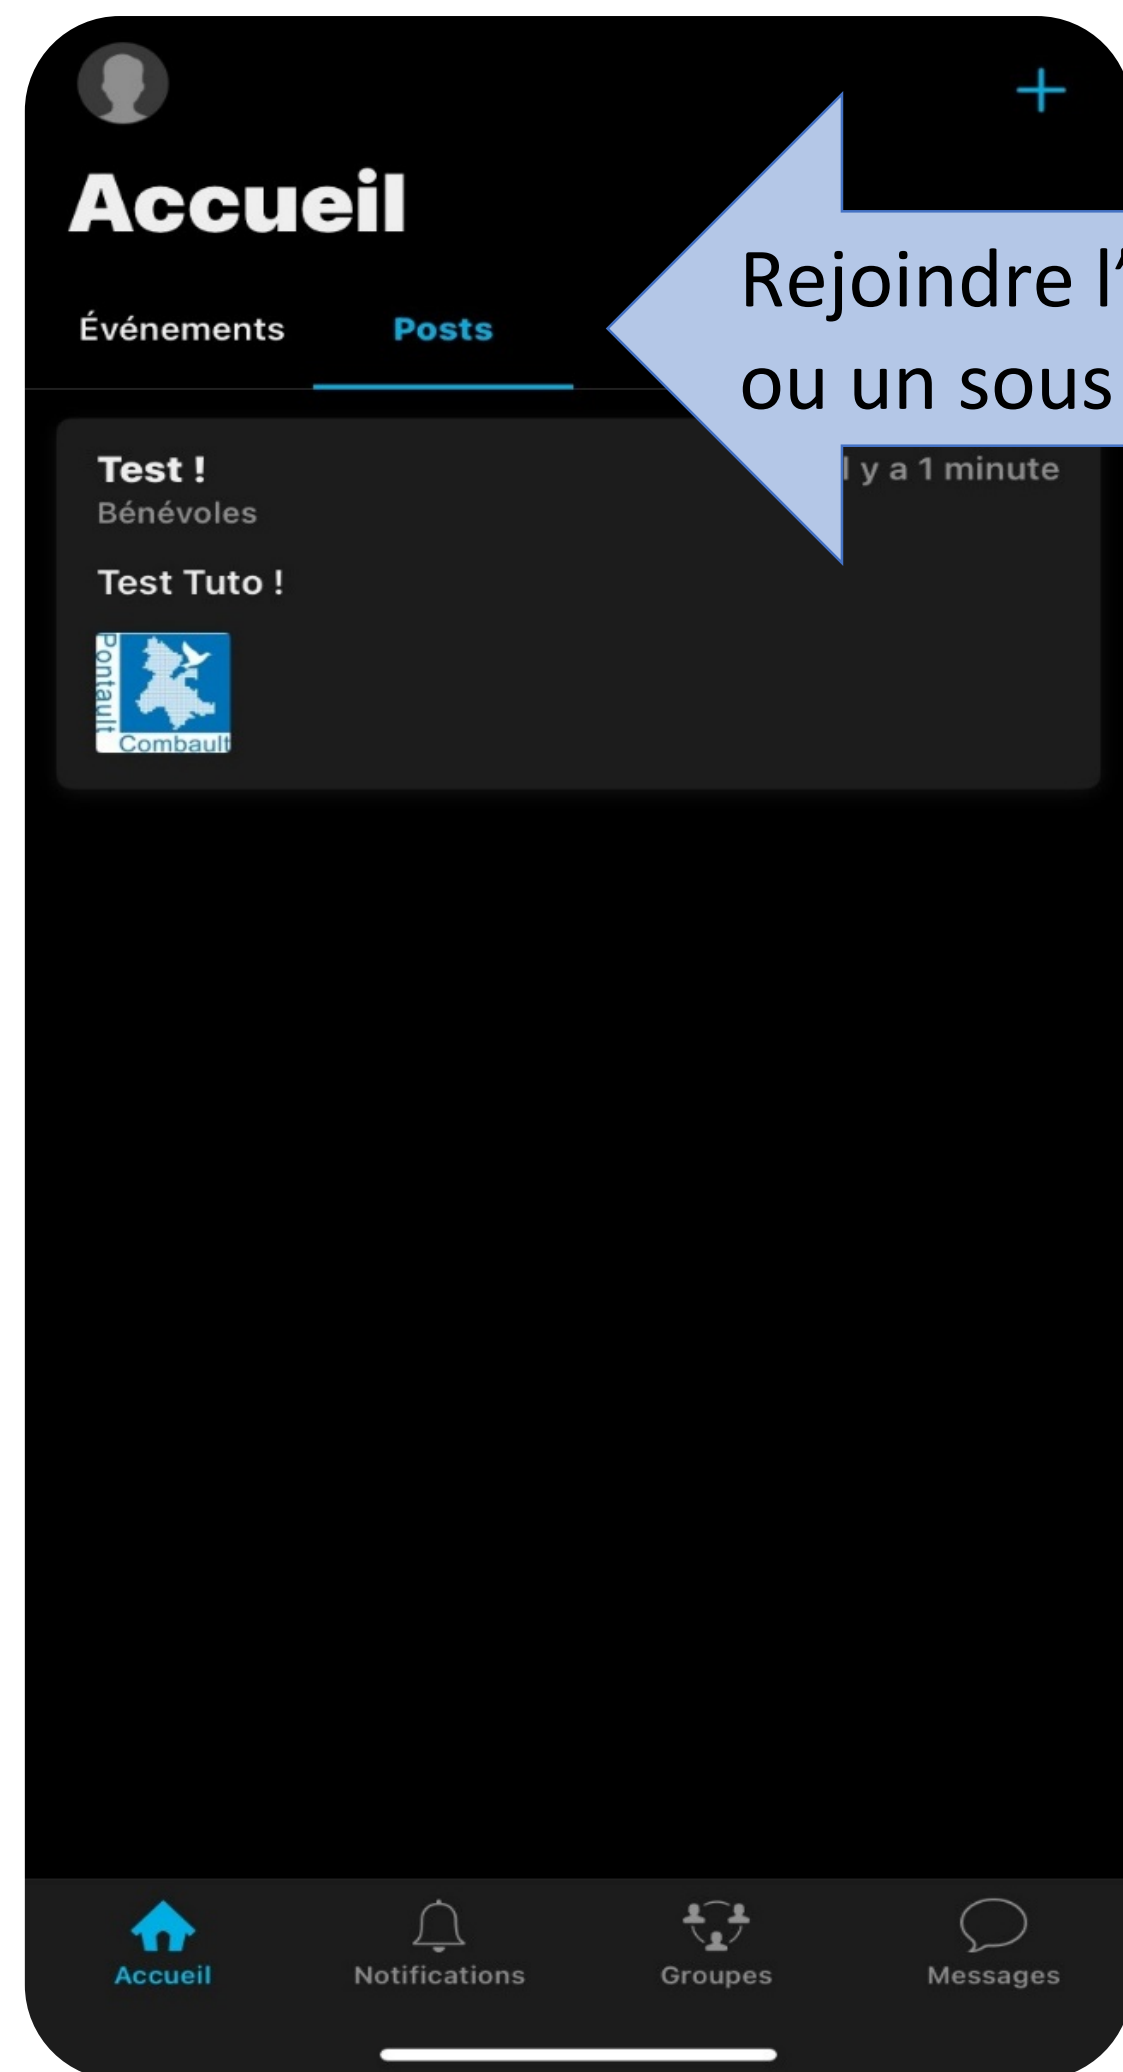 Accueil
Événements Posts
Rejoindre l'
ou un sous
Test !
l y a 1 minute
Bénévoles
Test Tuto !
Pontault
Combault
Accueil Notifications Groupes Messages